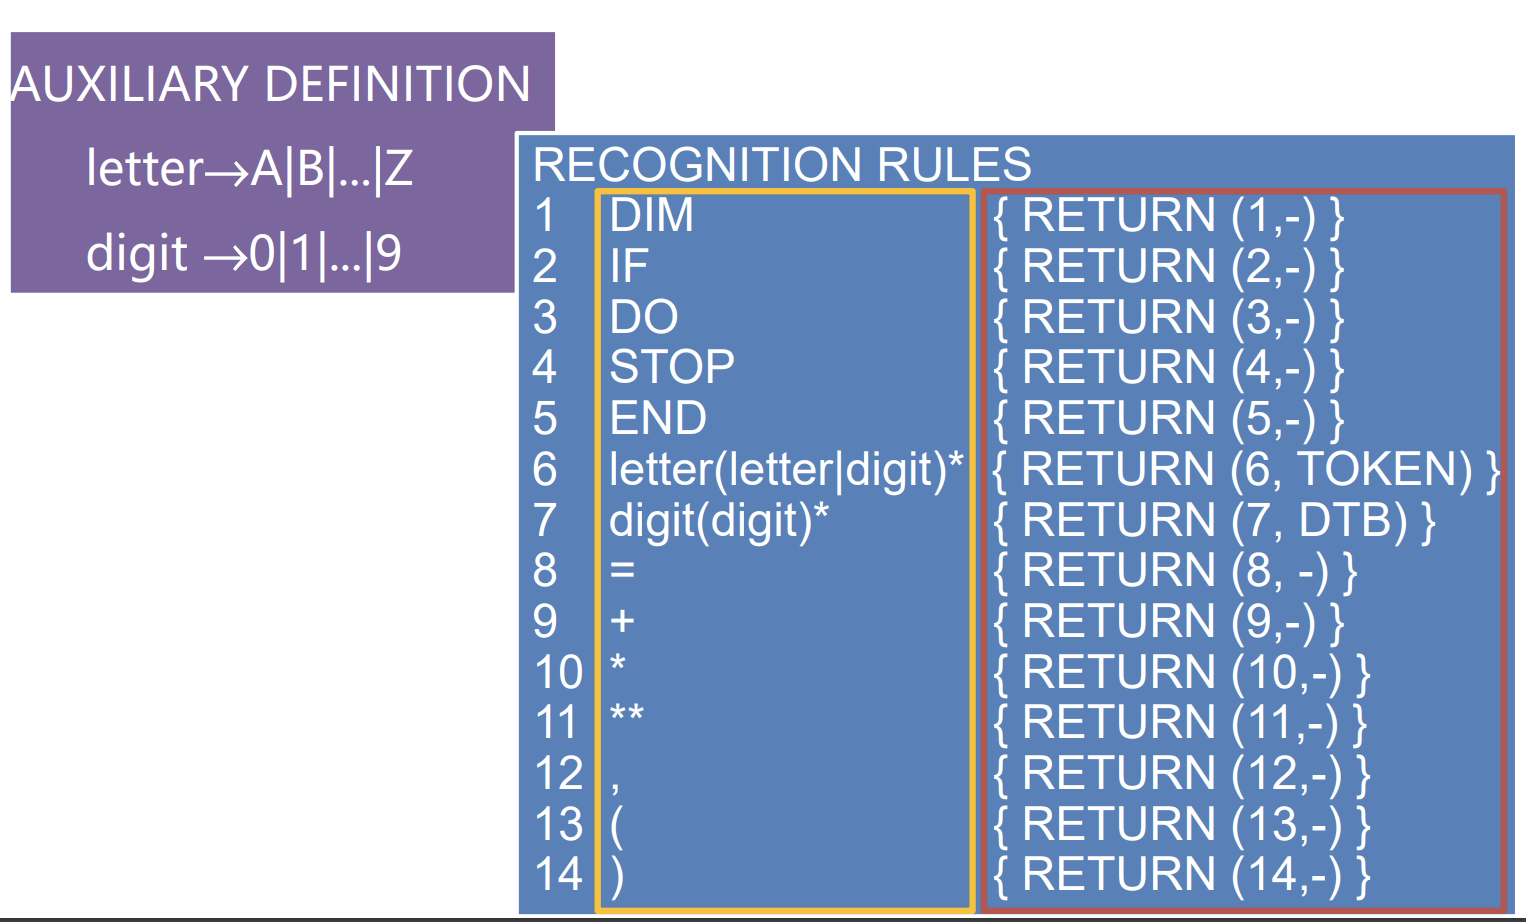 AUXILIARY DEFINITION
letter→A|B|...|Z
digit →0|1|...|9
RECOGNITION RULES
1 DIM { RETURN (1,-) }
2 IF { RETURN (2,-) }
3 DO { RETURN (3,-) }
4 STOP { RETURN (4,-) }
5 END { RETURN (5,-) }
6 letter(letter|digit)* { RETURN (6, TOKEN) }
7 digit(digit)* { RETURN (7, DTB) }
8 = { RETURN (8, -) }
9 + { RETURN (9,-) }
10 * { RETURN (10,-) }
11 ** { RETURN (11,-) }
12 , { RETURN (12,-) }
13 ( { RETURN (13,-) }
14 ) { RETURN (14,-) }